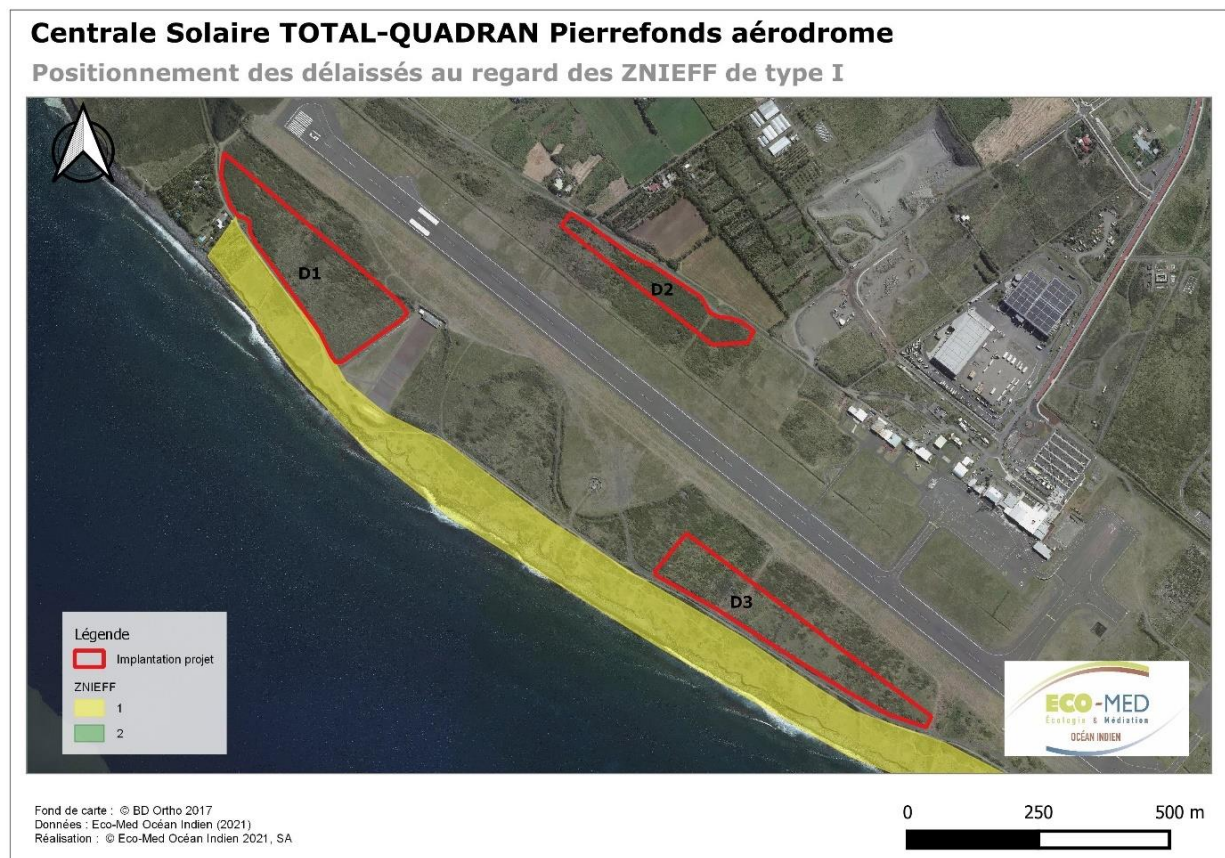 Centrale Solaire TOTAL-QUADRAN Pierrefonds aérodrome
Positionnement des délaissés au regard des ZNIEFF de type I
15
D1
D2
D3
Légende
Implantation projet
ZNIEFF
1
2
ECO-MED
Écologie & Médiation
OCÉAN INDIEN
Fond de carte : © BD Ortho 2017
Données : Eco-Med Océan Indien (2021)
Réalisation : © Eco-Med Océan Indien 2021, SA
0 250 500 m